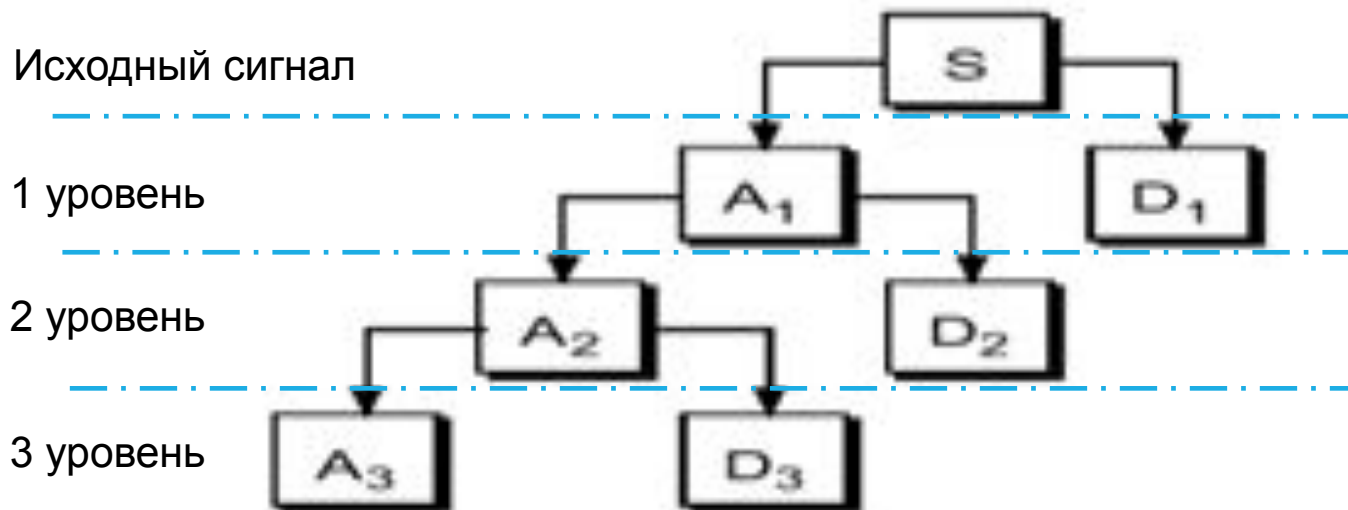 Исходный сигнал
S
1 уровень
A₁
D₁
2 уровень
A₂
D₂
3 уровень
A₃
D₃